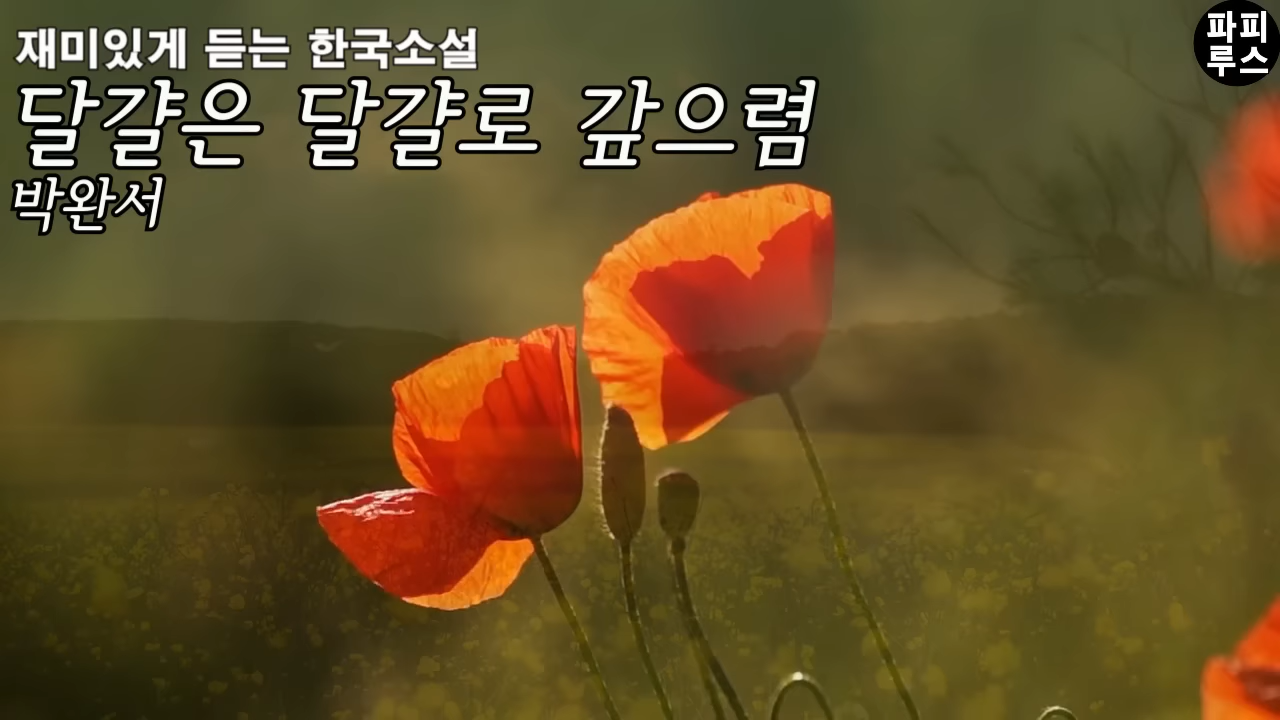 재미있게 듣는 한국소설
달걀은 달걀로 갚으렴
박완서
파피
루스